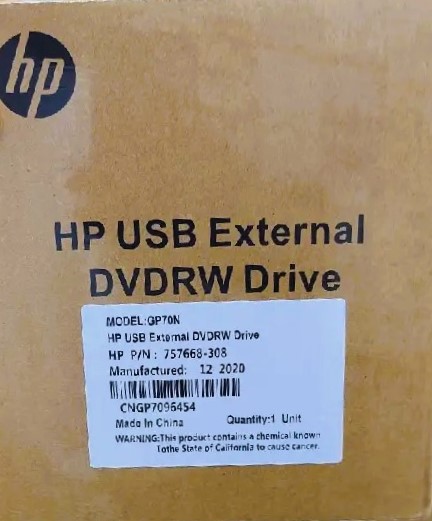 hp
HP USB External
DVDRW Drive
MODEL:GP70N
HP USB External DVDRW Drive
HP P/N : 757668-308
Manufactured: 12 2020
CNGP7096454
Made In China Quantity:1 Unit
WARNING:This product contains a chemical known
Tothe State of California to cause cancer.